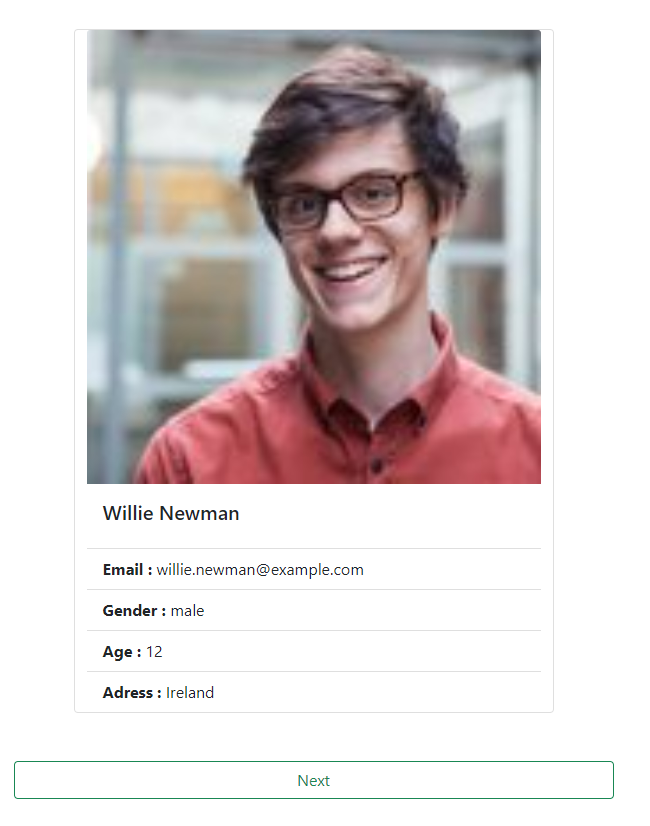 Willie Newman
Email : willie.newman@example.com
Gender : male
Age : 12
Adress : Ireland
Next